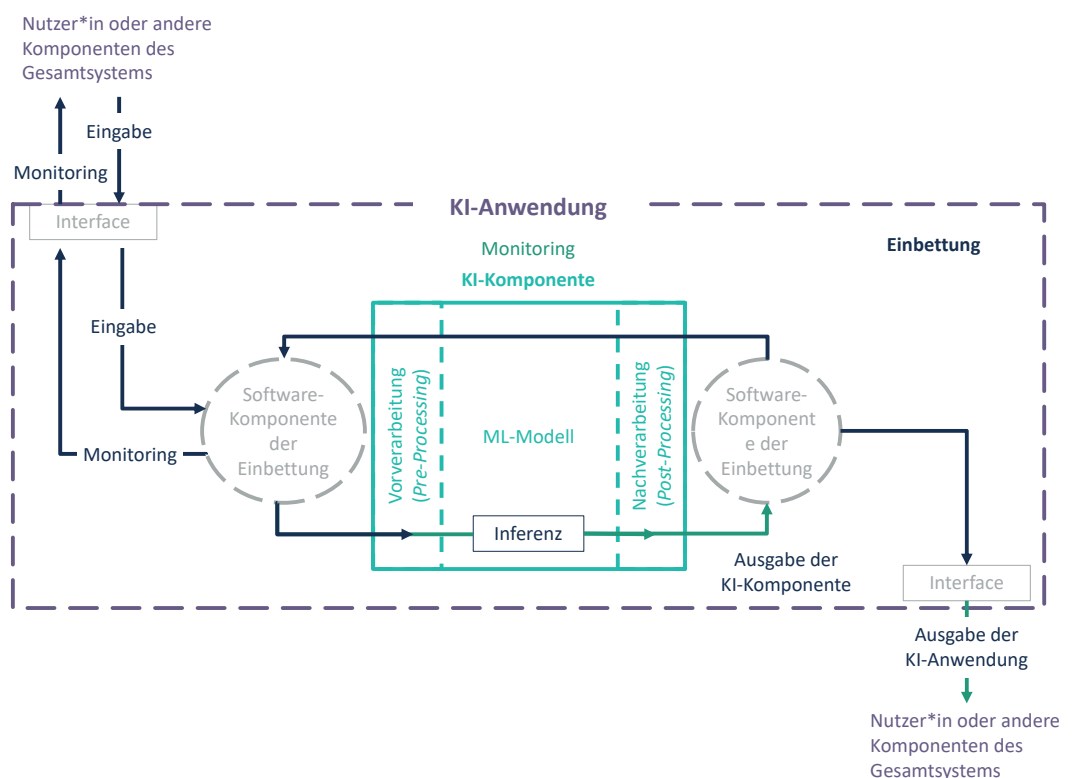 Nutzer*in oder andere
Komponenten des
Gesamtsystems
Eingabe
Monitoring
Interface
KI-Anwendung
Einbettung
Monitoring
KI-Komponente
Eingabe
Monitoring
Software-
Komponente
der
Einbettung
Vorverarbeitung
(Pre-Processing)
ML-Modell
Inferenz
Nachverarbeitung
(Post-Processing)
Software-
Komponent
e der
Einbettung
Ausgabe der
KI-Komponente
Interface
Ausgabe der
KI-Anwendung
Nutzer*in oder andere
Komponenten des
Gesamtsystems